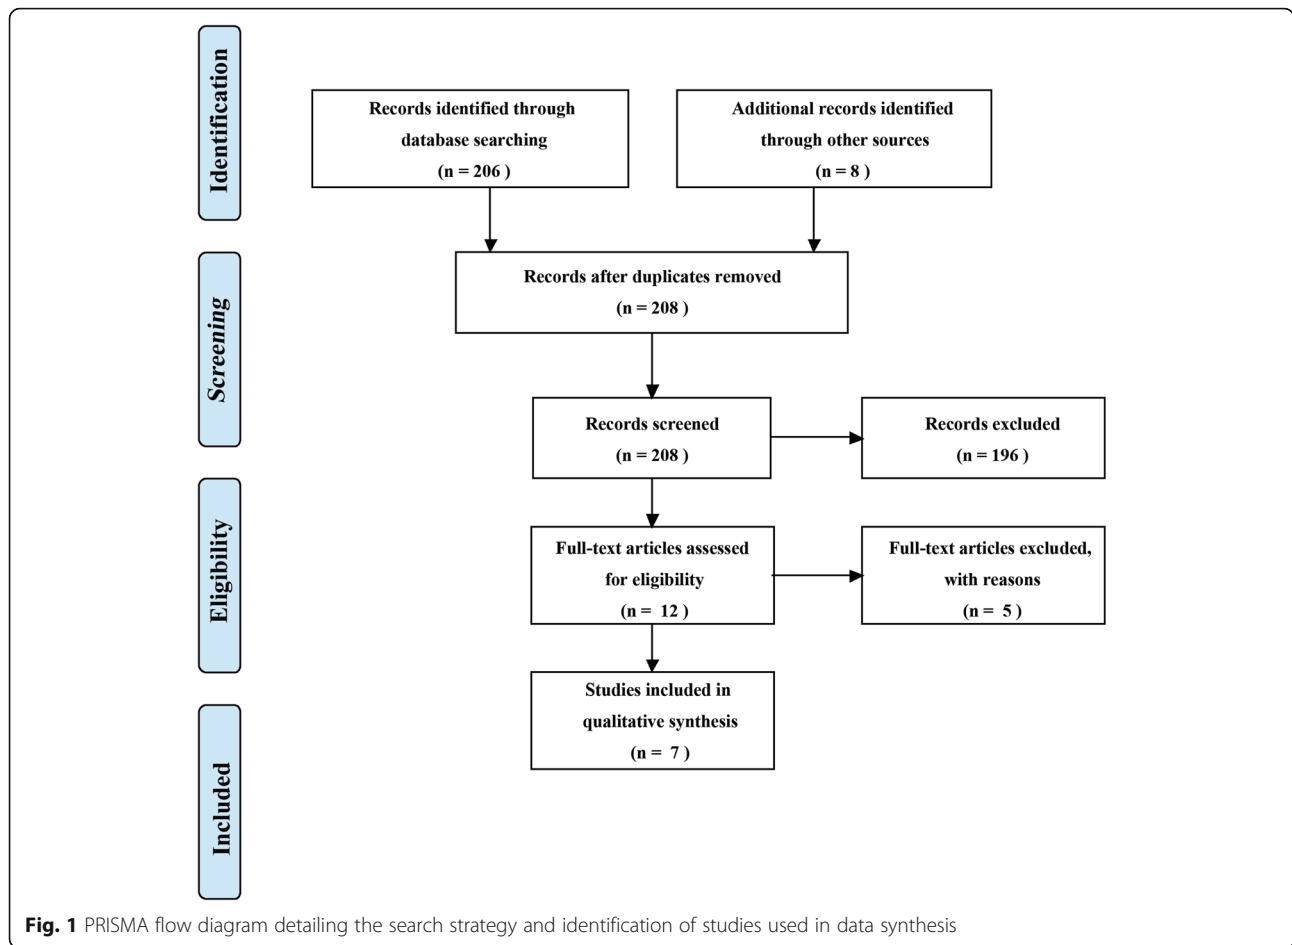 Identification
Records identified through
database searching
(n = 206 )
Additional records identified
through other sources
(n = 8 )
Screening
Records after duplicates removed
(n = 208 )
Records screened
(n = 208 )
Records excluded
(n = 196 )
Eligibility
Full-text articles assessed
for eligibility
(n = 12 )
Full-text articles excluded,
with reasons
(n = 5 )
Included
Studies included in
qualitative synthesis
(n = 7 )
Fig. 1 PRISMA flow diagram detailing the search strategy and identification of studies used in data synthesis